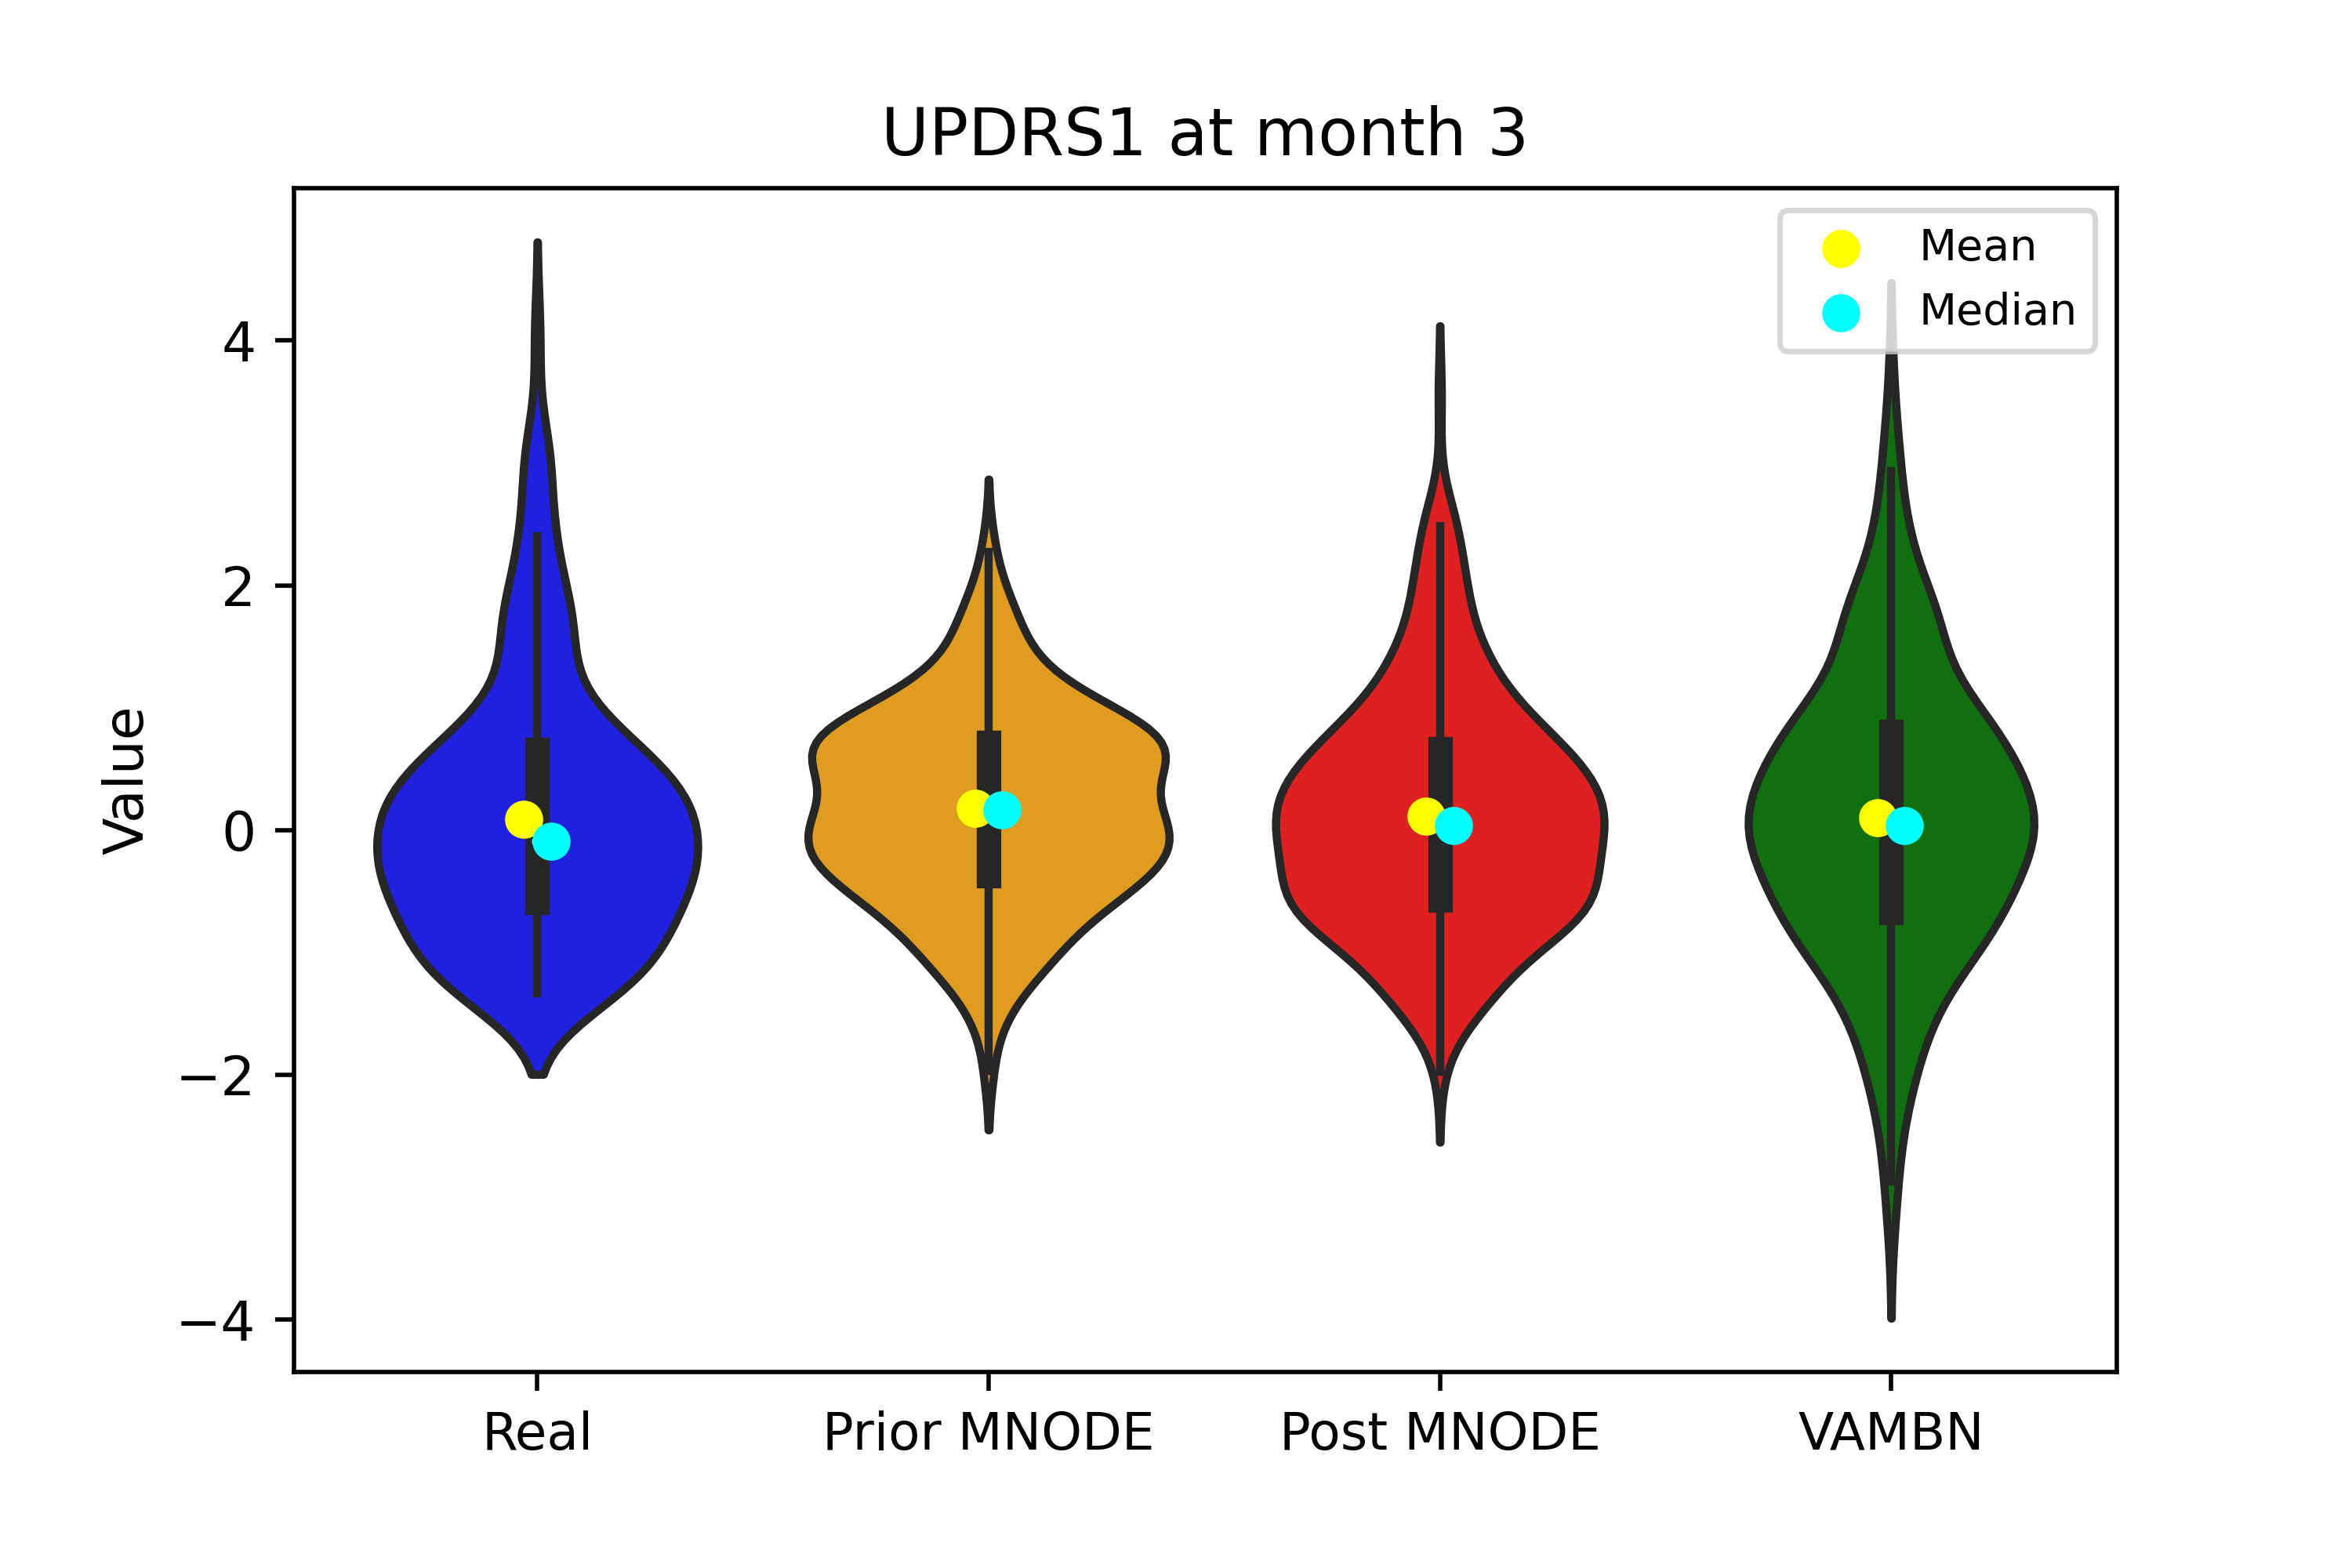 UPDRS1 at month 3
Mean
Median
Value
4
2
0
−2
−4
Real
Prior MNODE
Post MNODE
VAMBN